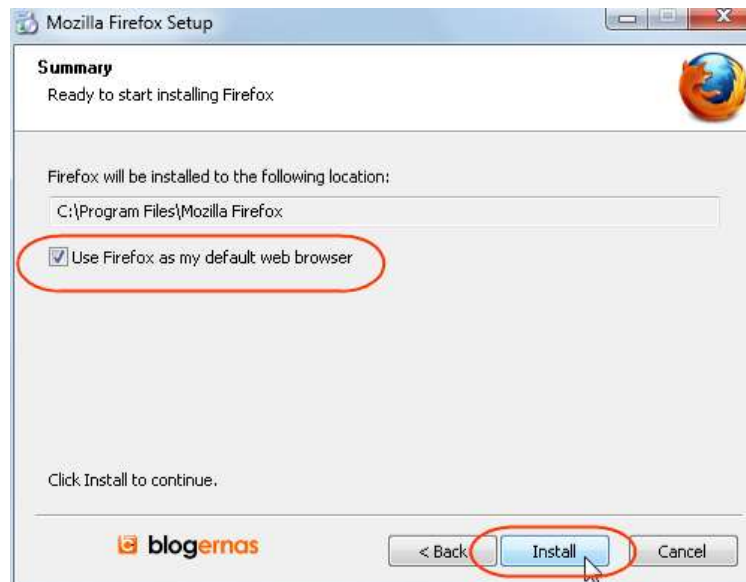 Mozilla Firefox Setup
Summary
Ready to start installing Firefox
Firefox will be installed to the following location:
C:\Program Files\Mozilla Firefox
Use Firefox as my default web browser
Click Install to continue.
blogernas
< Back
Install
Cancel